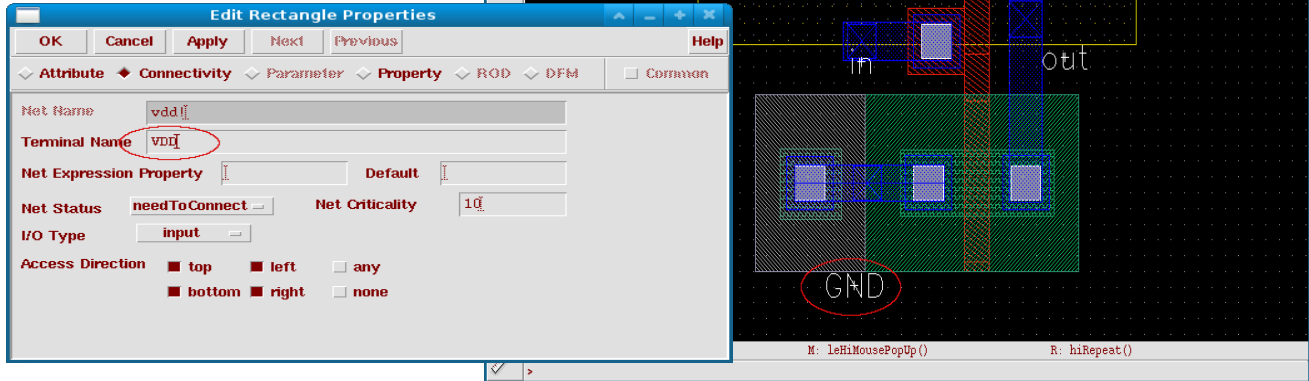 Edit Rectangle Properties
OK Cancel Apply Next Previous Help
Attribute Connectivity Parameter Property ROD DFM Common
Net Name vdd!
Terminal Name VDD
Net Expression Property Default
Net Status needToConnect Net Criticality 10
I/O Type input
Access Direction top left any
bottom right none
in out
GND
M: leHiMousePopUp() R: hiRepeat()
>